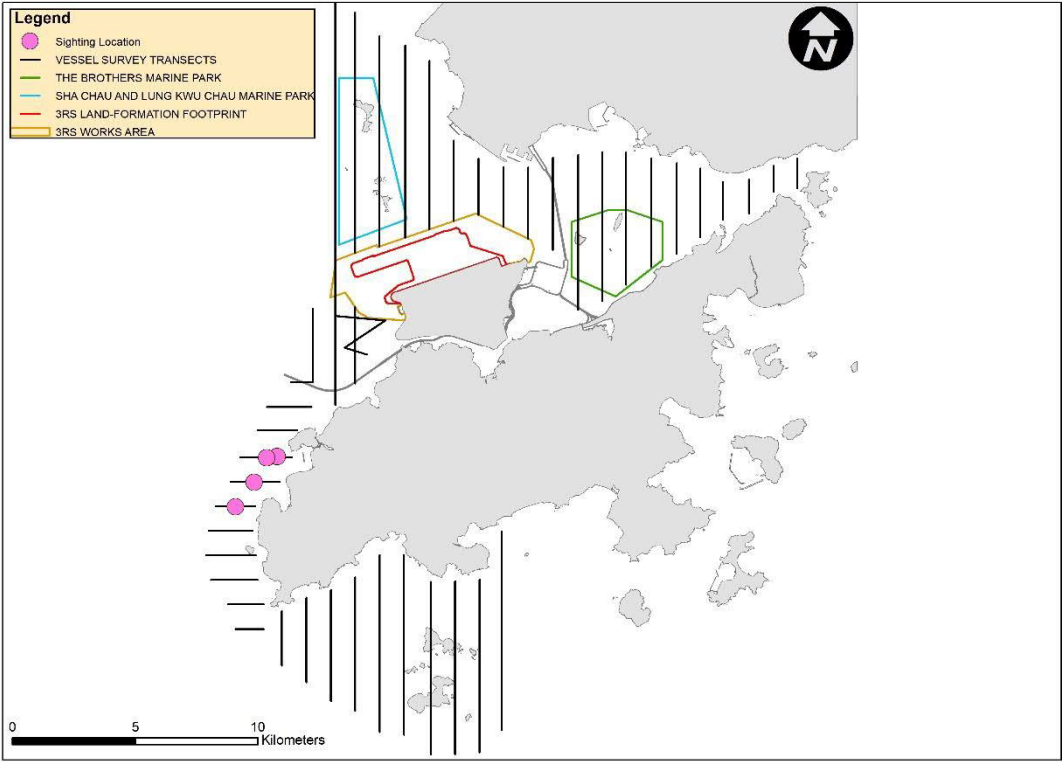 Legend
Sighting Location
VESSEL SURVEY TRANSECTS
THE BROTHERS MARINE PARK
SHA CHAU AND LUNG KWU CHAU MARINE PARK
3RS LAND-FORMATION FOOTPRINT
3RS WORKS AREA
N
0 5 10
Kilometers